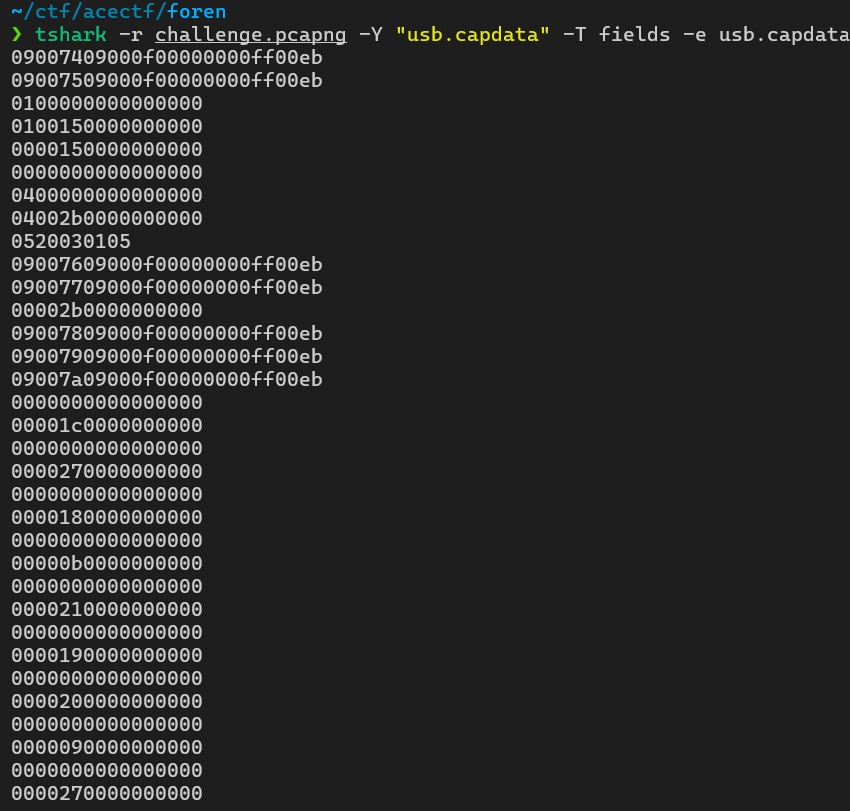 ~/ctf/acectf/foren
❯ tshark -r challenge.pcapng -Y "usb.capdata" -T fields -e usb.capdata
09007409000f00000000ff00eb
09007509000f00000000ff00eb
0100000000000000
0100150000000000
0000150000000000
0000000000000000
0400000000000000
04002b0000000000
0520030105
09007609000f00000000ff00eb
09007709000f00000000ff00eb
00002b0000000000
09007809000f00000000ff00eb
09007909000f00000000ff00eb
09007a09000f00000000ff00eb
0000000000000000
00001c0000000000
0000000000000000
0000270000000000
0000000000000000
0000180000000000
0000000000000000
00000b0000000000
0000000000000000
0000210000000000
0000000000000000
0000190000000000
0000000000000000
0000200000000000
0000000000000000
0000090000000000
0000000000000000
0000270000000000